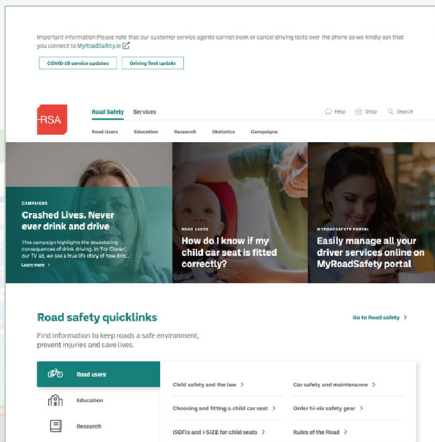 Important Information Please note that our customer service agents cannot book or cancel driving tests over the phone so we kindly ask that
you connect to MyRoadSafety.ie
COVID-19 service updates
Driving Test update
RSA
Road Safety
Services
Help
Shop
Search
Road Users
Education
Research
Statistics
Campaigns
CAMPAIGNS
Crashed Lives. Never
ever drink and drive
This campaign highlights the devastating
consequences of drink driving. In 'For Ciaran',
our TV ad, we see a true life story of how drin...
Learn more
ROAD USERS
How do I know if my
child car seat is fitted
correctly?
MYROADSAFETY PORTAL
Easily manage all your
driver services online on
MyRoadSafety portal
Road safety quicklinks
Go to Road safety
Find information to keep roads a safe environment,
prevent injuries and save lives.
Road users
Education
Research
Child safety and the law
Car safety and maintenance
Choosing and fitting a child car seat
Order hi-vis safety gear
ISOFix and i-SIZE for child seats
Rules of the Road